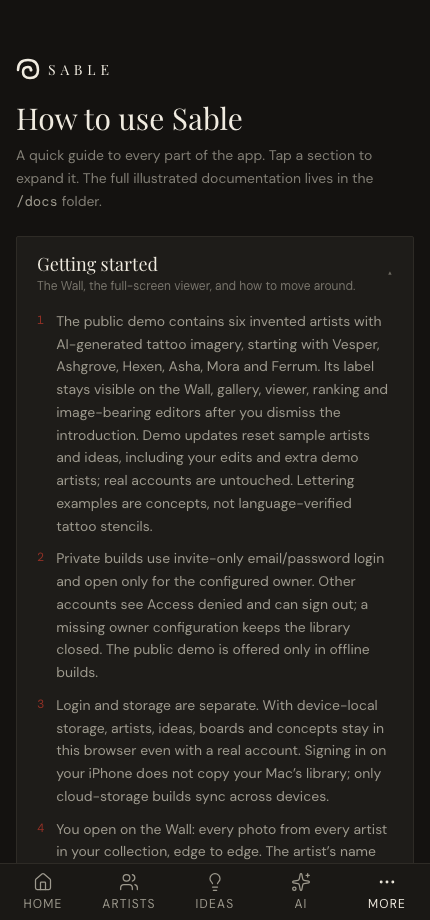 SABLE
How to use Sable
A quick guide to every part of the app. Tap a section to
expand it. The full illustrated documentation lives in the
/docs folder.
Getting started
The Wall, the full-screen viewer, and how to move around.
1 The public demo contains six invented artists with
AI-generated tattoo imagery, starting with Vesper,
Ashgrove, Hexen, Asha, Mora and Ferrum. Its label
stays visible on the Wall, gallery, viewer, ranking and
image-bearing editors after you dismiss the
introduction. Demo updates reset sample artists
and ideas, including your edits and extra demo
artists; real accounts are untouched. Lettering
examples are concepts, not language-verified
tattoo stencils.
2 Private builds use invite-only email/password login
and open only for the configured owner. Other
accounts see Access denied and can sign out; a
missing owner configuration keeps the library
closed. The public demo is offered only in offline
builds.
3 Login and storage are separate. With device-local
storage, artists, ideas, boards and concepts stay in
this browser even with a real account. Signing in on
your iPhone does not copy your Mac's library; only
cloud-storage builds sync across devices.
4 You open on the Wall: every photo from every artist
in your collection, edge to edge. The artist's name
HOME ARTISTS IDEAS AI MORE